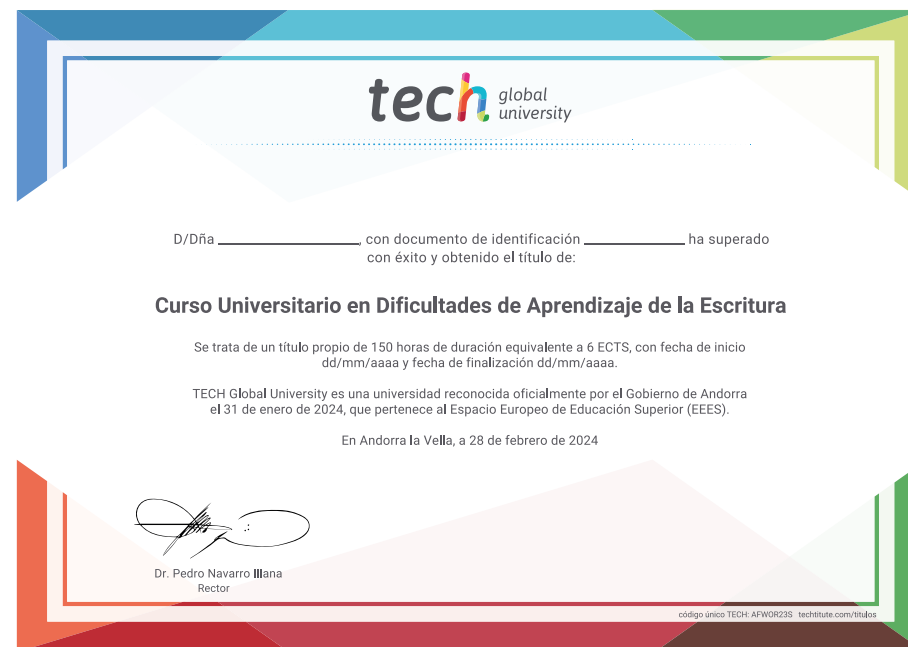 tech global university
D/Dña ____________________, con documento de identificación ______________ ha superado
con éxito y obtenido el título de:
Curso Universitario en Dificultades de Aprendizaje de la Escritura
Se trata de un título propio de 150 horas de duración equivalente a 6 ECTS, con fecha de inicio
dd/mm/aaaa y fecha de finalización dd/mm/aaaa.
TECH Global University es una universidad reconocida oficialmente por el Gobierno de Andorra
el 31 de enero de 2024, que pertenece al Espacio Europeo de Educación Superior (EEES).
En Andorra la Vella, a 28 de febrero de 2024
Dr. Pedro Navarro Illana
Rector
código único TECH: AFWOR23S techtitute.com/titulos